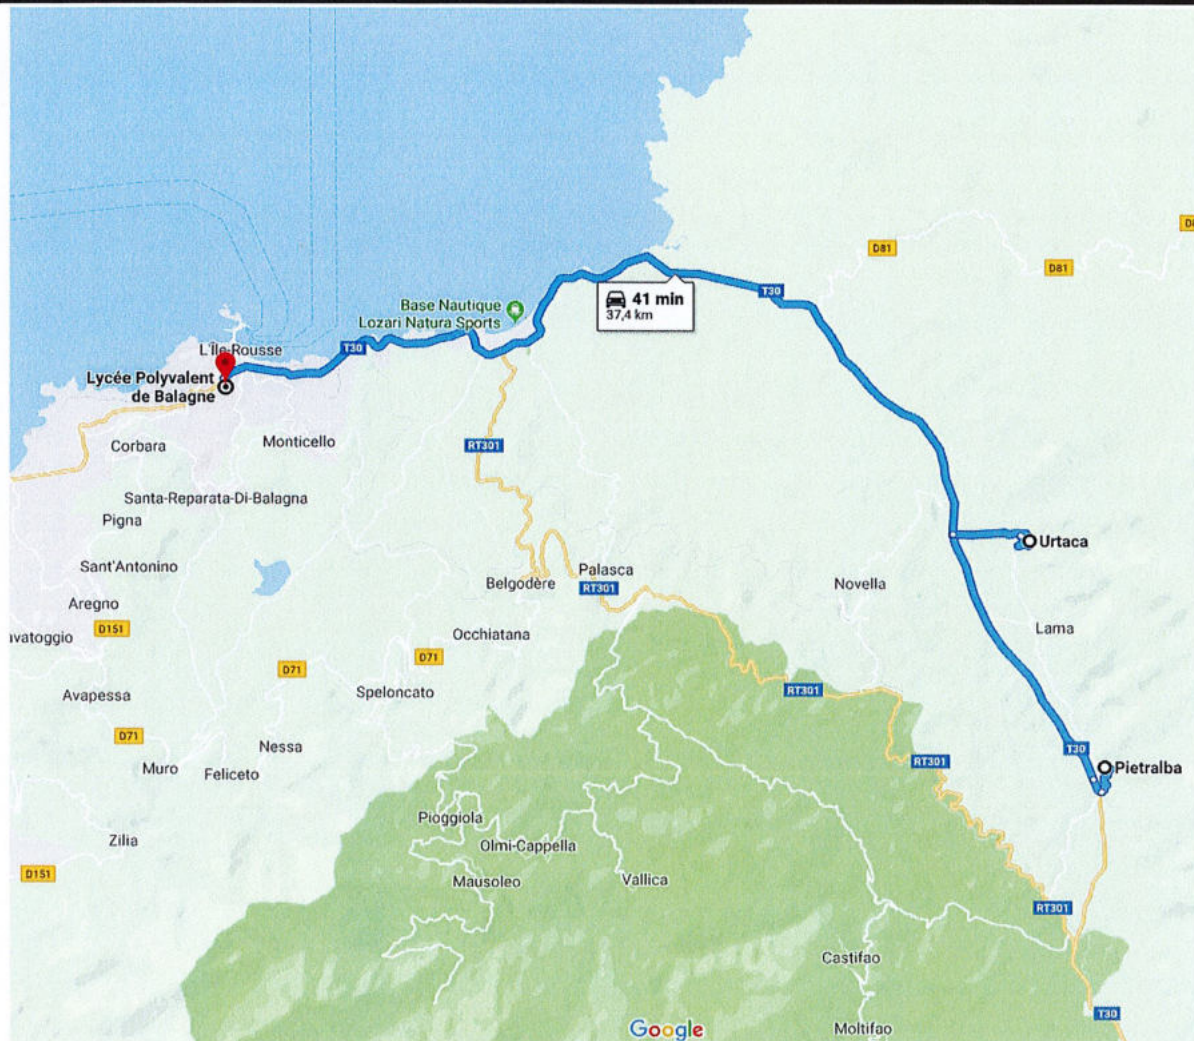 D81
D8
D81
T30
41 min
37,4 km
Base Nautique
Lozari Natura Sports
T30
L'Île-Rousse
Lycée Polyvalent
de Balagne
Corbara
Monticello
RT301
Santa-Reparata-Di-Balagna
Pigna
Urtaca
Sant'Antonino
Belgodère
Palasca
RT301
Novella
Aregno
avatoggio
D151
Occhiatana
Lama
D71
D71
Avapessa
Speloncato
RT301
D71
Nessa
T30
Muro
Feliceto
RT301
Pietralba
Pioggiola
Zilia
Olmi-Cappella
D151
Mausoleo
Vallica
RT301
Castifao
T30
Google
Moltifao